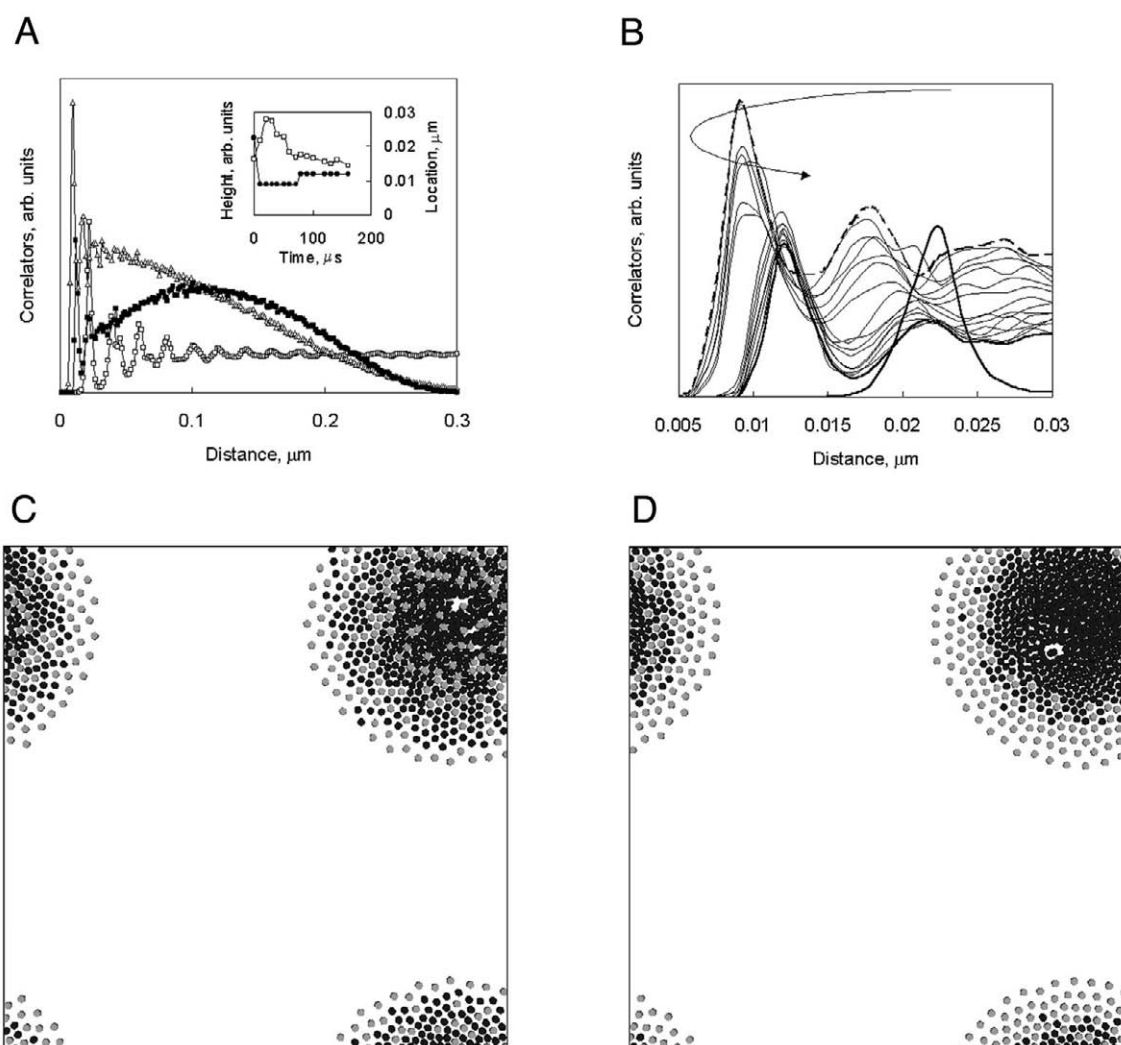 A
B
Correlators, arb. units
Height, arb. units
0.03
0.02
0.01
0
Location, μm
0 100 200
Time, μs
0 0.1 0.2 0.3
Distance, μm
Correlators, arb. units
0.005 0.01 0.015 0.02 0.025 0.03
Distance, μm
C
D